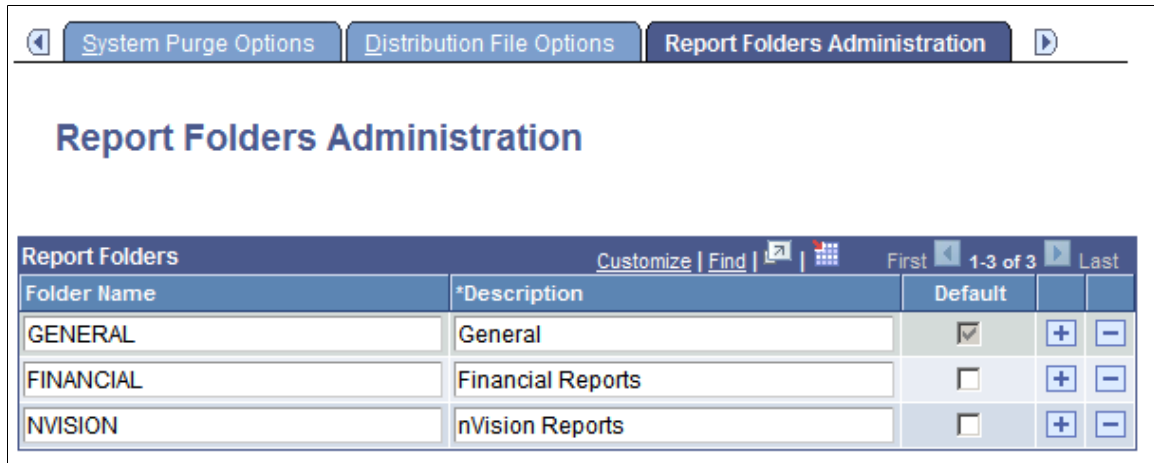 System Purge Options Distribution File Options Report Folders Administration
Report Folders Administration
Report Folders Customize | Find | | First 1-3 of 3 Last
Folder Name *Description Default
GENERAL General
FINANCIAL Financial Reports
NVISION nVision Reports